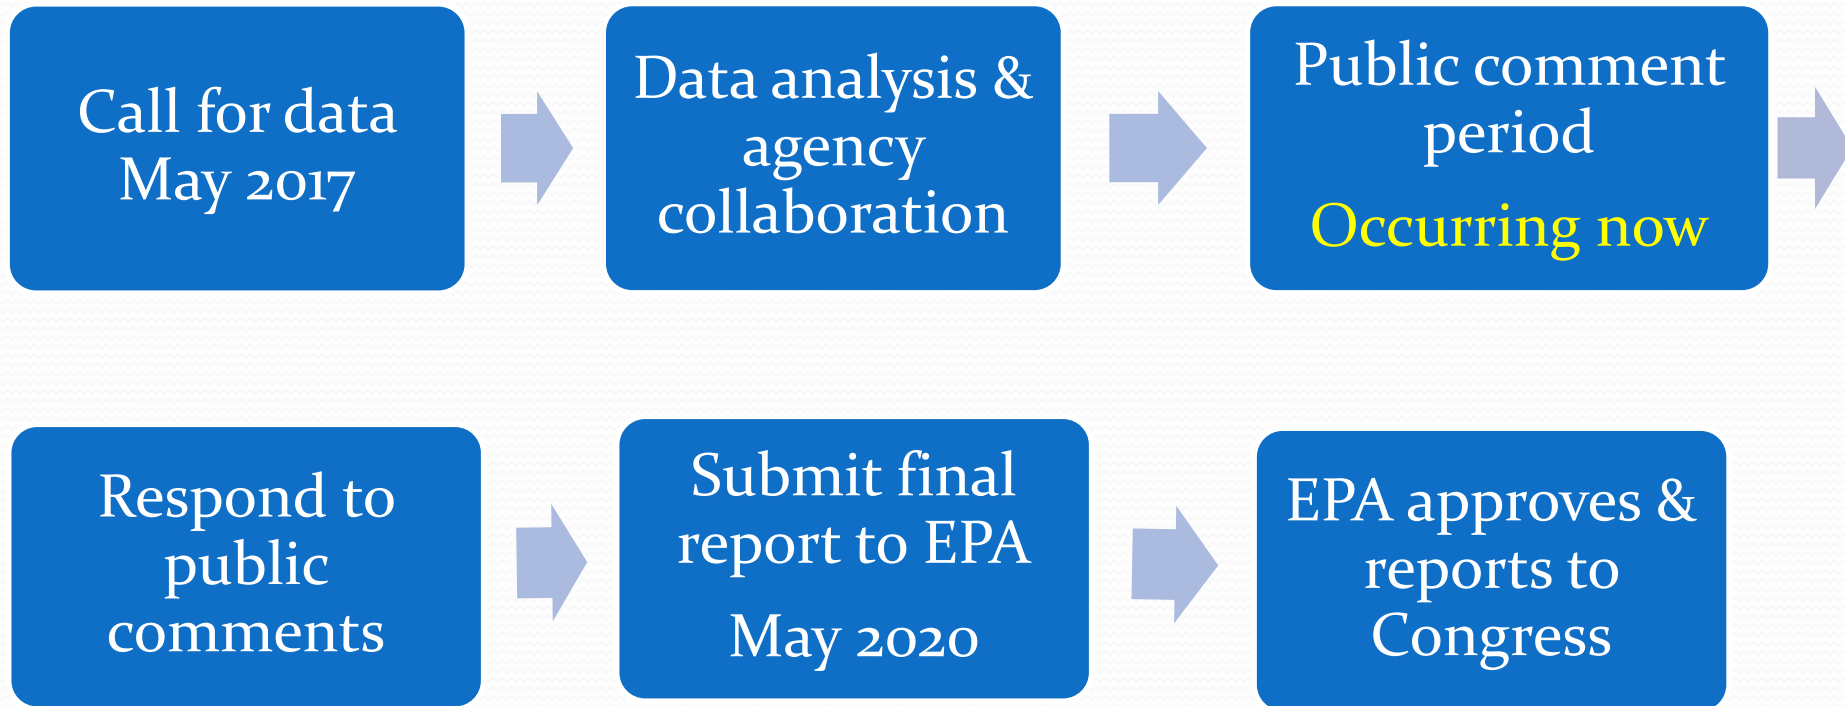 Call for data
May 2017
Data analysis &
agency
collaboration
Public comment
period
Occurring now
Respond to
public
comments
Submit final
report to EPA
May 2020
EPA approves &
reports to
Congress